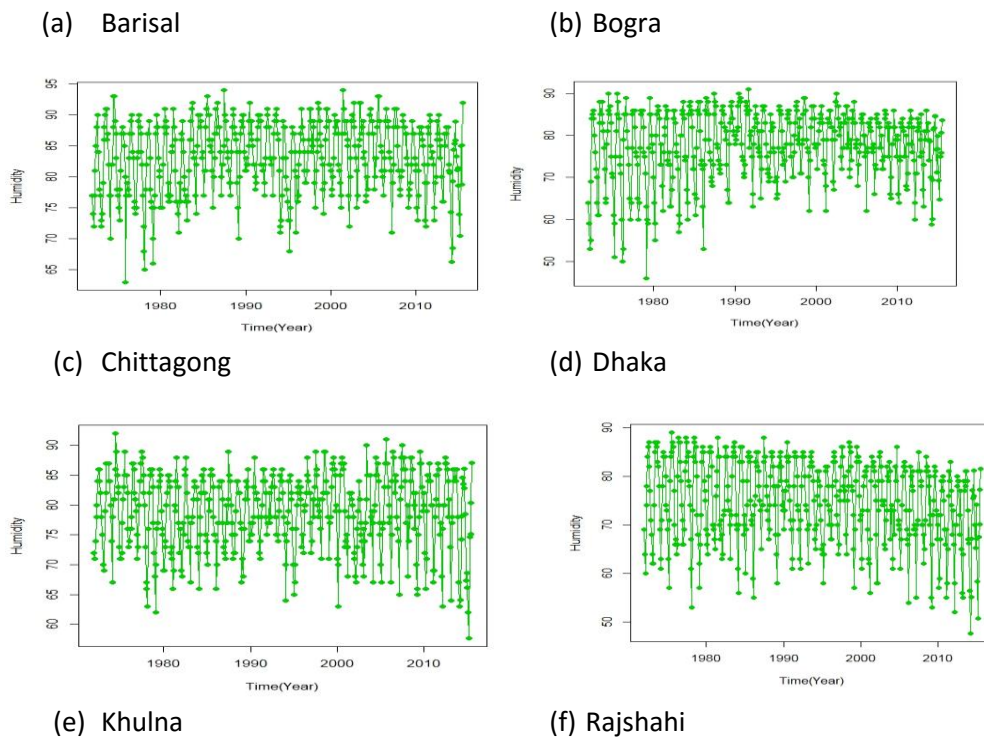 (a) Barisal
(b) Bogra
95
90
85
80
75
70
65
Humidity
1980
1990
2000
2010
Time(Year)
90
80
70
60
50
Humidity
1980
1990
2000
2010
Time(Year)
(c) Chittagong
(d) Dhaka
90
85
80
75
70
65
60
Humidity
1980
1990
2000
2010
Time(Year)
90
80
70
60
50
Humidity
1980
1990
2000
2010
Time(Year)
(e) Khulna
(f) Rajshahi